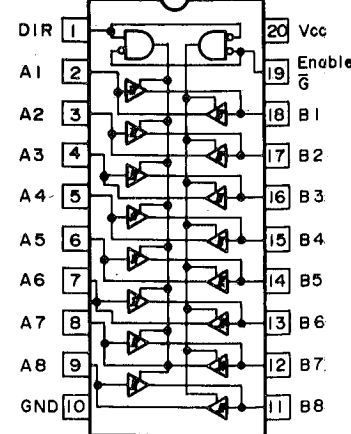 DIR 1 20 Vcc
A1 2 19 Enable G
A2 3 18 B1
A3 4 17 B2
A4 5 16 B3
A5 6 15 B4
A6 7 14 B5
A7 8 13 B6
A8 9 12 B7
GND 10 11 B8